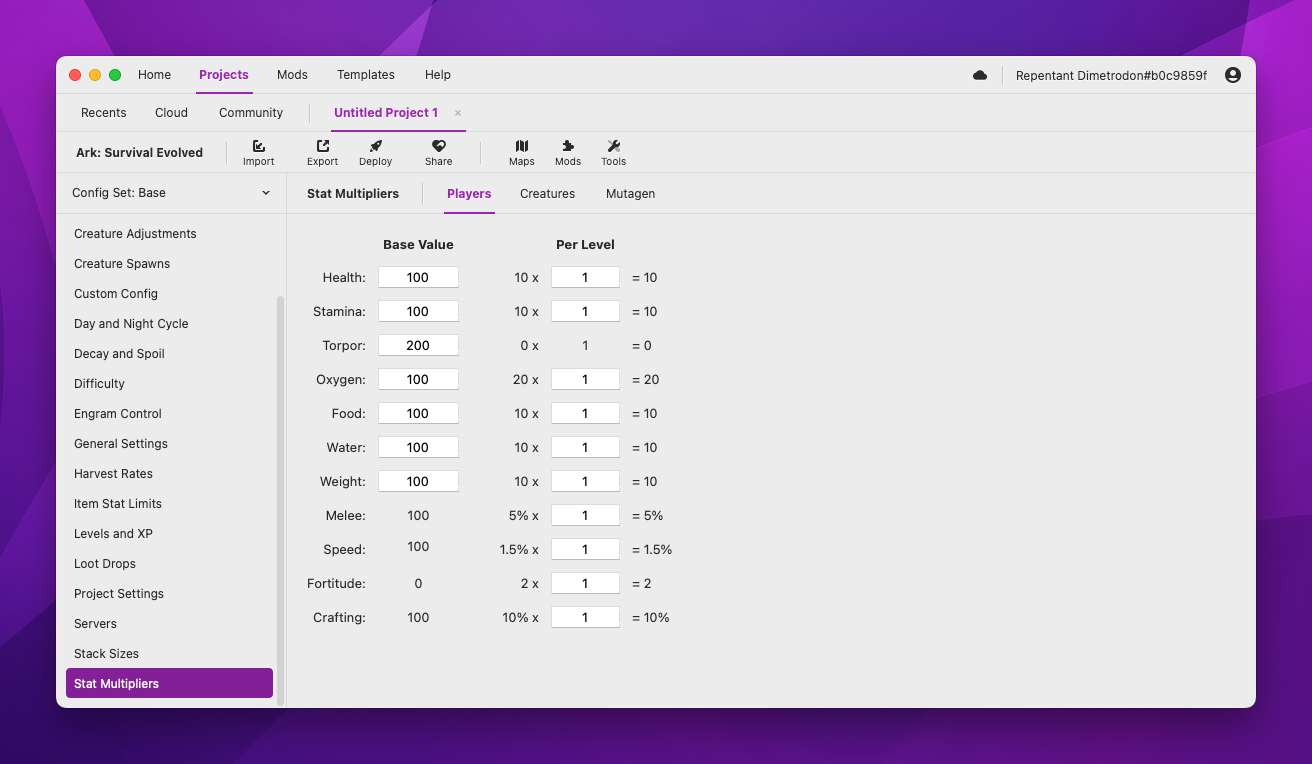 Home Projects Mods Templates Help Repentant Dimetrodon#b0c9859f
Recents Cloud Community Untitled Project 1 ×
Ark: Survival Evolved Import Export Deploy Share Maps Mods Tools
Config Set: Base
Creature Adjustments
Creature Spawns
Custom Config
Day and Night Cycle
Decay and Spoil
Difficulty
Engram Control
General Settings
Harvest Rates
Item Stat Limits
Levels and XP
Loot Drops
Project Settings
Servers
Stack Sizes
Stat Multipliers
Stat Multipliers Players Creatures Mutagen
Base Value Per Level
Health: 100 10 x 1 = 10
Stamina: 100 10 x 1 = 10
Torpor: 200 0 x 1 = 0
Oxygen: 100 20 x 1 = 20
Food: 100 10 x 1 = 10
Water: 100 10 x 1 = 10
Weight: 100 10 x 1 = 10
Melee: 100 5% x 1 = 5%
Speed: 100 1.5% x 1 = 1.5%
Fortitude: 0 2 x 1 = 2
Crafting: 100 10% x 1 = 10%